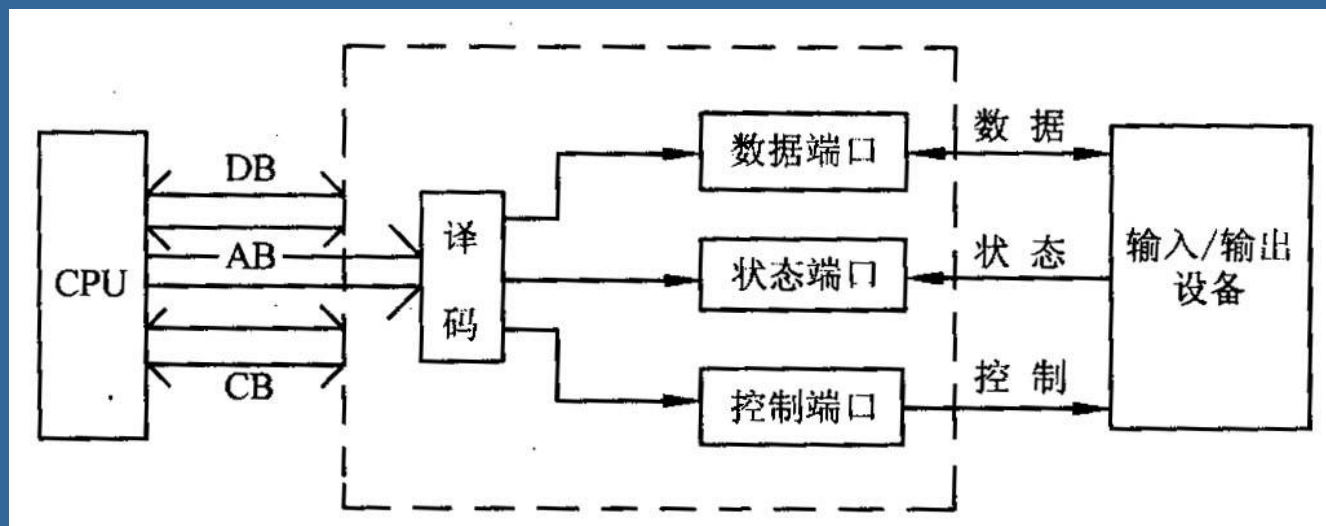 CPU
DB
AB
CB
译
码
数据端口
状态端口
控制端口
数 据
状 态
控 制
输入/输出
设备